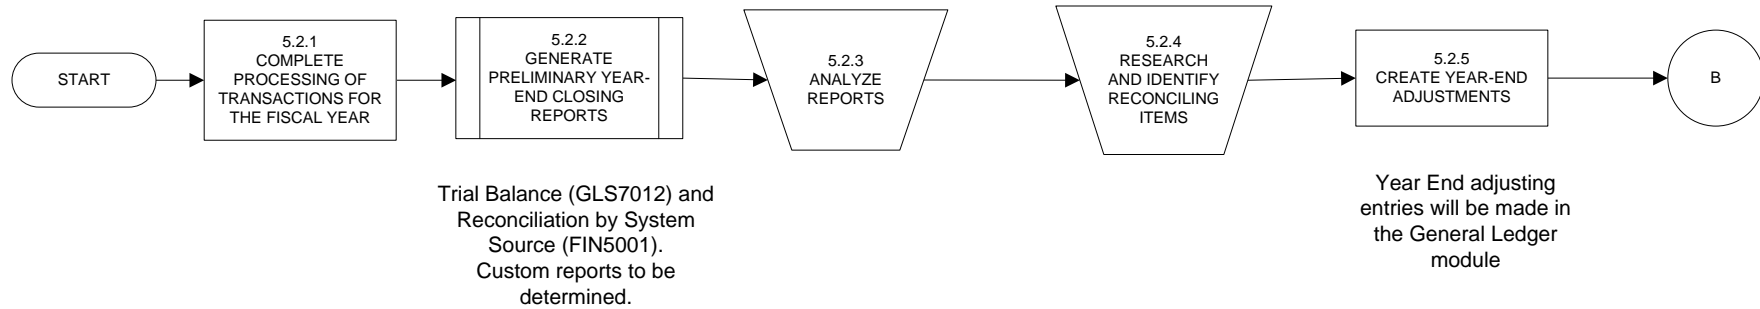 START
5.2.1
COMPLETE
PROCESSING OF
TRANSACTIONS FOR
THE FISCAL YEAR
5.2.2
GENERATE
PRELIMINARY YEAR-
END CLOSING
REPORTS
5.2.3
ANALYZE
REPORTS
5.2.4
RESEARCH
AND IDENTIFY
RECONCILING
ITEMS
5.2.5
CREATE YEAR-END
ADJUSTMENTS
B
Trial Balance (GLS7012) and
Reconciliation by System
Source (FIN5001).
Custom reports to be
determined.
Year End adjusting
entries will be made in
the General Ledger
module